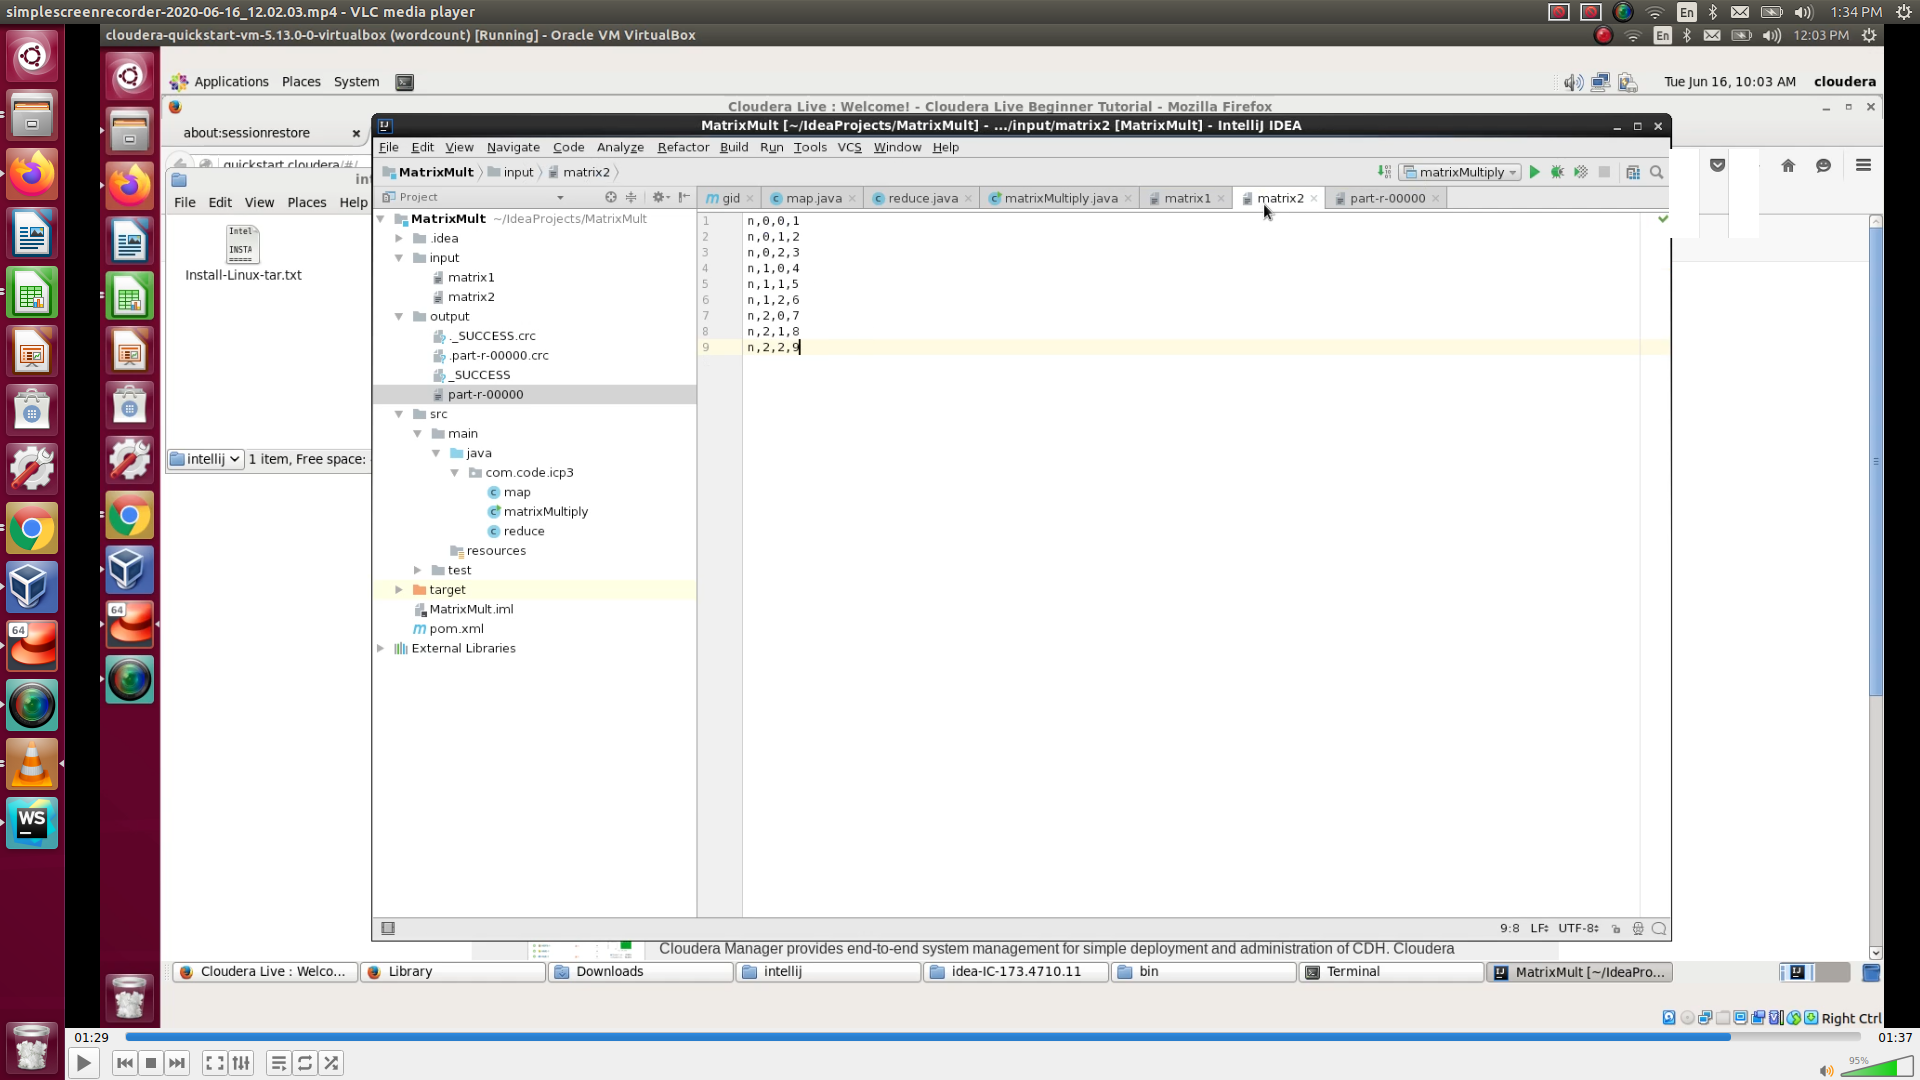 simplescreenrecorder-2020-06-16_12.02.03.mp4 - VLC media player
En
1:34 PM
cloudera-quickstart-vm-5.13.0-0-virtualbox (wordcount) [Running] - Oracle VM VirtualBox
En
12:03 PM
Applications Places System
Tue Jun 16, 10:03 AM cloudera
Cloudera Live : Welcome! - Cloudera Live Beginner Tutorial - Mozilla Firefox
about:sessionrestore
quickstart.cloudera/#/
File Edit View Places Help
Intel
INSTA
Install-Linux-tar.txt
intellij
1 item, Free space:
MatrixMult [~/IdeaProjects/MatrixMult] - .../input/matrix2 [MatrixMult] - IntelliJ IDEA
File Edit View Navigate Code Analyze Refactor Build Run Tools VCS Window Help
MatrixMult input matrix2
matrixMultiply
Project
gid map.java reduce.java matrixMultiply.java matrix1 matrix2 part-r-00000
MatrixMult ~/IdeaProjects/MatrixMult
.idea
input
matrix1
matrix2
output
._SUCCESS.crc
.part-r-00000.crc
_SUCCESS
part-r-00000
src
main
java
com.code.icp3
map
matrixMultiply
reduce
resources
test
target
MatrixMult.iml
pom.xml
External Libraries
1 n,0,0,1
2 n,0,1,2
3 n,0,2,3
4 n,1,0,4
5 n,1,1,5
6 n,1,2,6
7 n,2,0,7
8 n,2,1,8
9 n,2,2,9
9:8 LF UTF-8
Cloudera Manager provides end-to-end system management for simple deployment and administration of CDH. Cloudera
Cloudera Live : Welco...
Library
Downloads
intellij
idea-IC-173.4710.11
bin
Terminal
MatrixMult [~/IdeaPro...
64
64
WS
Right Ctrl
01:29
01:37
95%